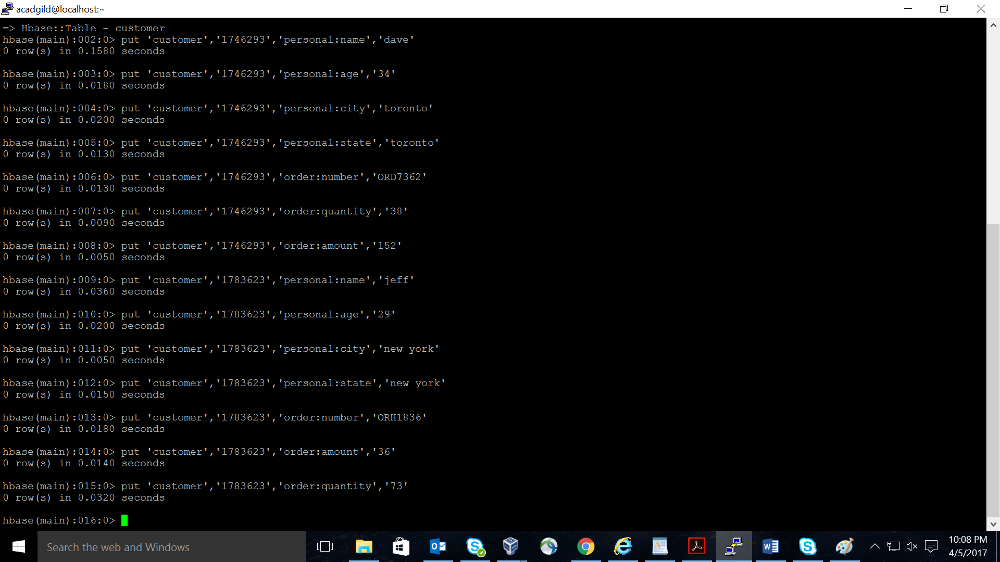 acadgild@localhost:~
=> Hbase::Table - customer
hbase(main):002:0> put 'customer','1746293','personal:name','dave'
0 row(s) in 0.1580 seconds
hbase(main):003:0> put 'customer','1746293','personal:age','34'
0 row(s) in 0.0180 seconds
hbase(main):004:0> put 'customer','1746293','personal:city','toronto'
0 row(s) in 0.0200 seconds
hbase(main):005:0> put 'customer','1746293','personal:state','toronto'
0 row(s) in 0.0130 seconds
hbase(main):006:0> put 'customer','1746293','order:number','ORD7362'
0 row(s) in 0.0130 seconds
hbase(main):007:0> put 'customer','1746293','order:quantity','38'
0 row(s) in 0.0090 seconds
hbase(main):008:0> put 'customer','1746293','order:amount','152'
0 row(s) in 0.0050 seconds
hbase(main):009:0> put 'customer','1783623','personal:name','jeff'
0 row(s) in 0.0360 seconds
hbase(main):010:0> put 'customer','1783623','personal:age','29'
0 row(s) in 0.0200 seconds
hbase(main):011:0> put 'customer','1783623','personal:city','new york'
0 row(s) in 0.0050 seconds
hbase(main):012:0> put 'customer','1783623','personal:state','new york'
0 row(s) in 0.0150 seconds
hbase(main):013:0> put 'customer','1783623','order:number','ORH1836'
0 row(s) in 0.0180 seconds
hbase(main):014:0> put 'customer','1783623','order:amount','36'
0 row(s) in 0.0140 seconds
hbase(main):015:0> put 'customer','1783623','order:quantity','73'
0 row(s) in 0.0320 seconds
hbase(main):016:0>
Search the web and Windows
10:08 PM
4/5/2017